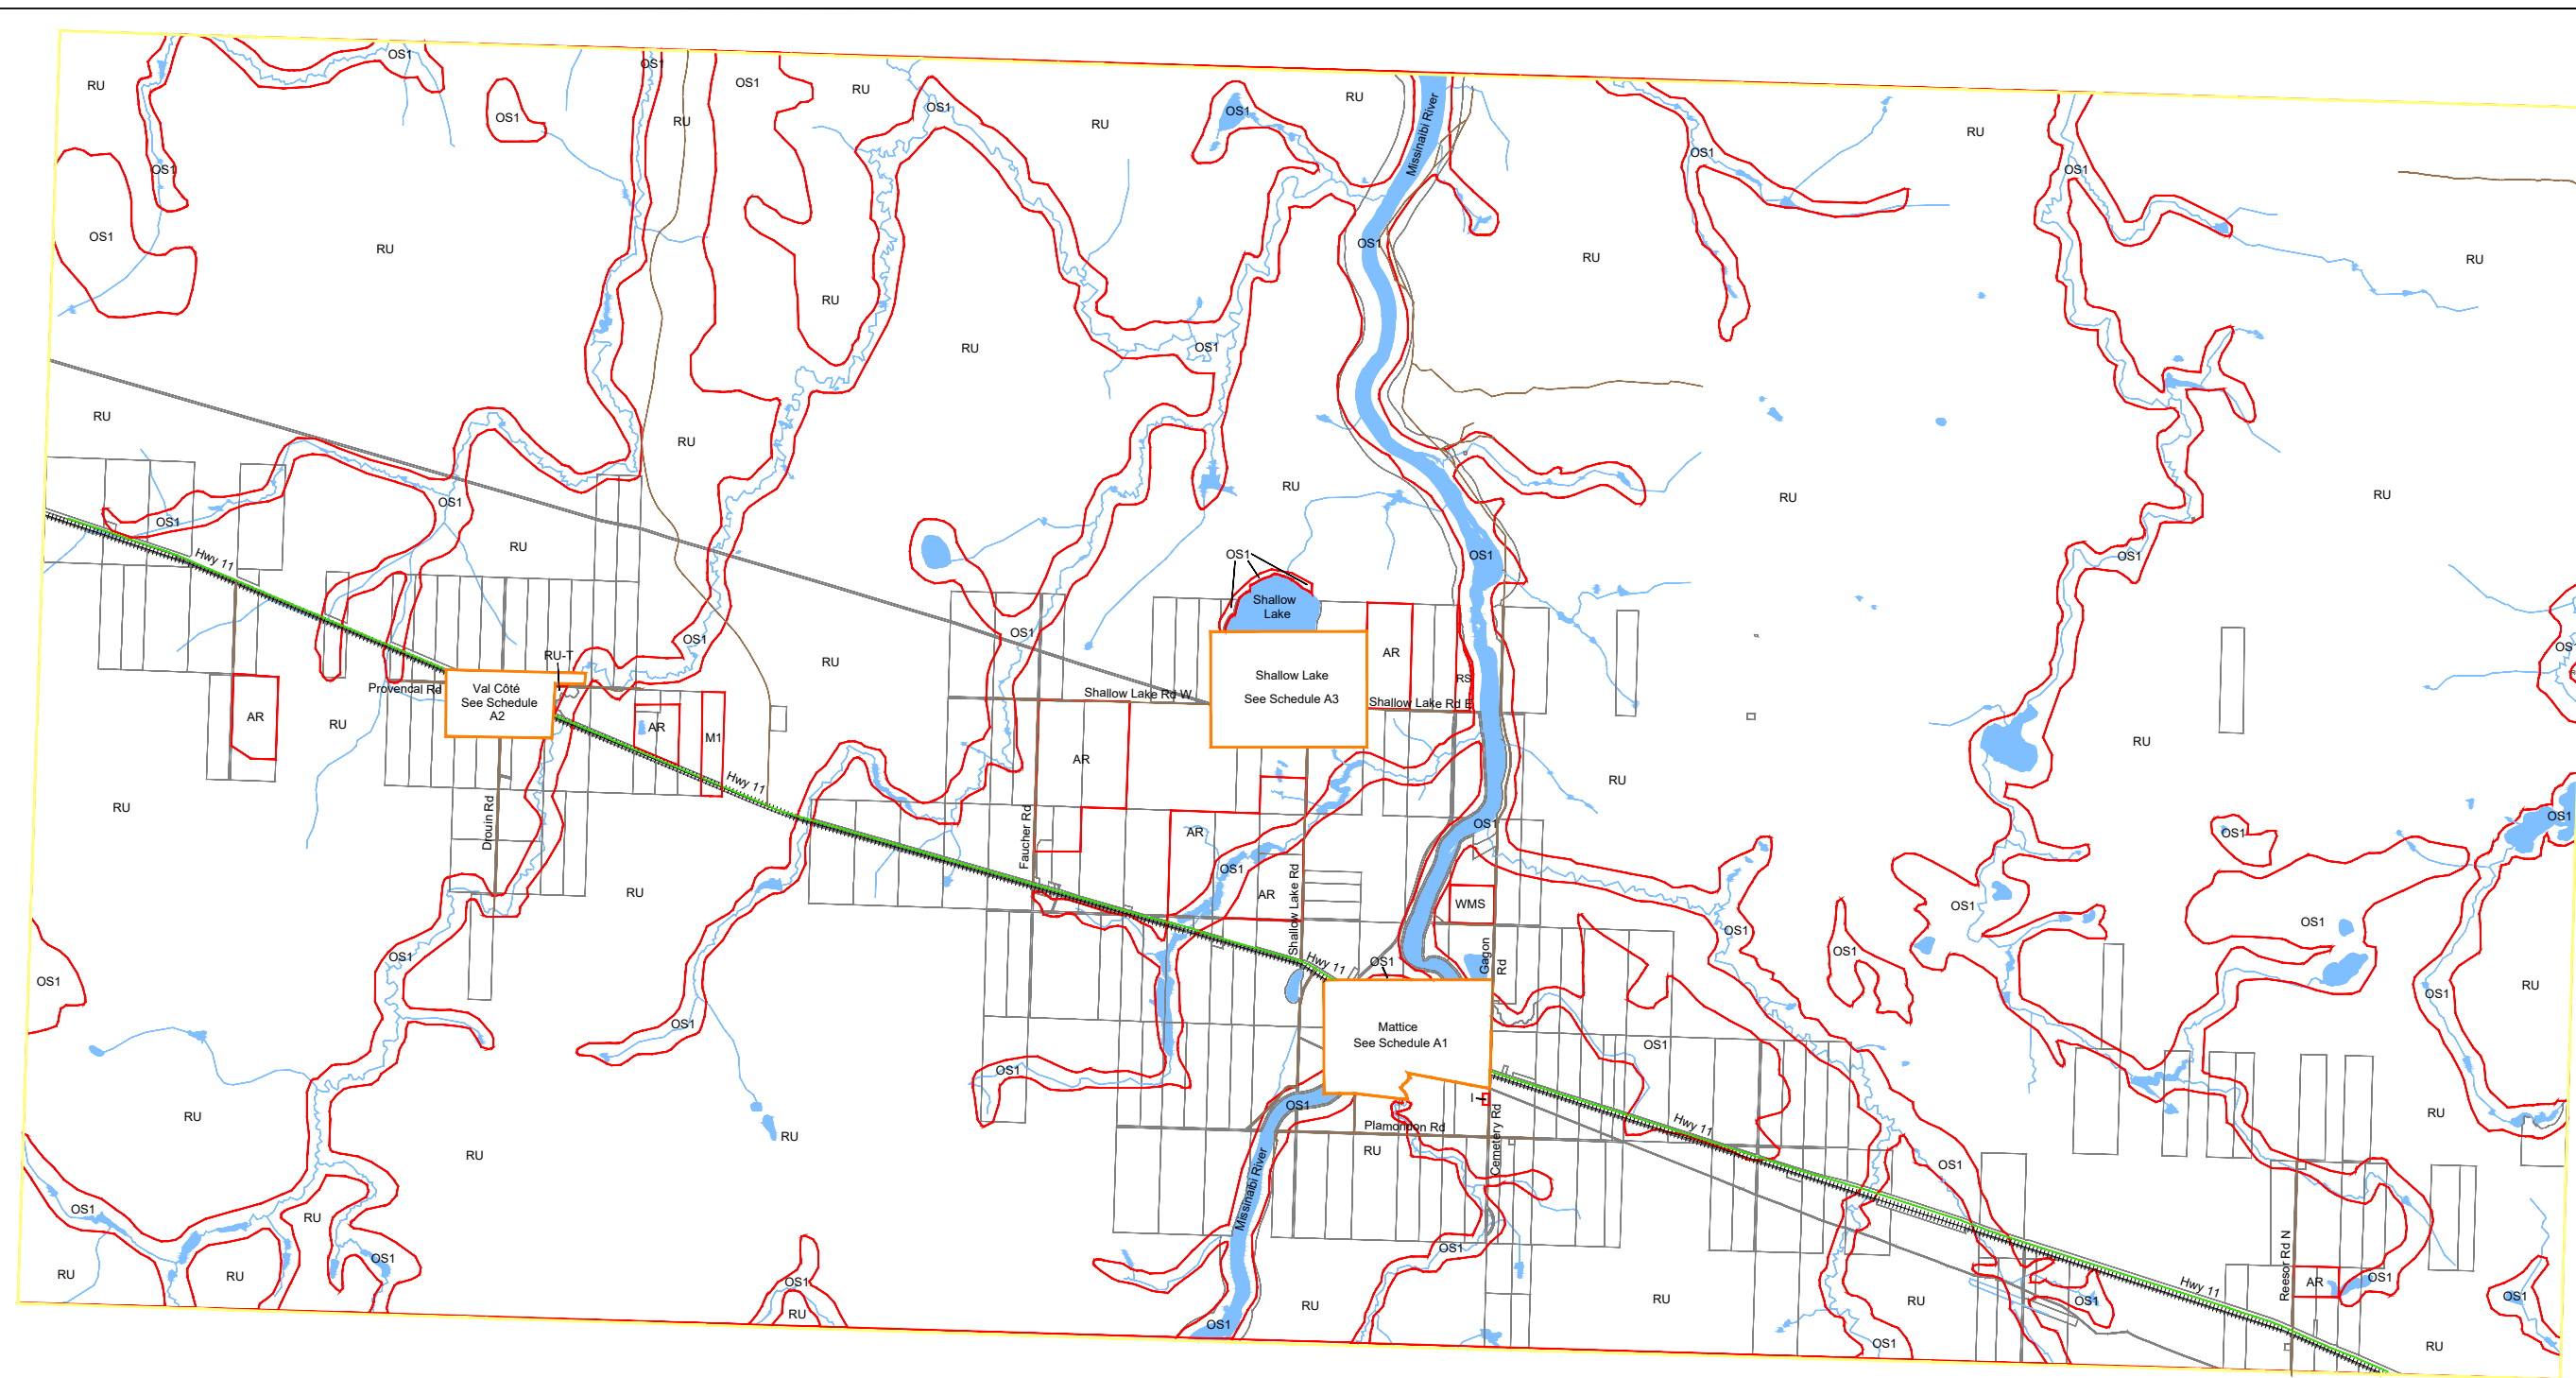 OS1
OS1
RU
OS1
RU
RU
OS1
RU
OS1
OS1
RU
RU
Missinaibi River
RU
OS1
OS1
OS1
OS1
RU
OS1
RU
RU
RU
RU
OS1
RU
RU
RU
RU
OS1
OS1
RU
RU
RU
RU
OS1
RU
Hwy 11
OS1
OS1
OS1
Shallow
Lake
OS1
OS1
RU-T
RU
AR
OS
Provencal Rd
Val Côté
See Schedule
A2
Shallow Lake Rd W
Shallow Lake
See Schedule A3
RS
Shallow Lake Rd E
AR
RU
AR
M1
RU
AR
RU
Hwy 11
RU
Drouin Rd
Faucher Rd
AR
OS1
OS1
OS1
RU
OS1
AR
Shallow Lake Rd
WMS
OS1
OS1
OS1
OS1
OS1
Hwy 11
OS1
Gagon
Rd
OS1
RU
OS1
OS1
Mattice
See Schedule A1
OS1
OS1
RU
OS1
I
RU
Hwy 11
RU
Plamondon Rd
Cemetery Rd
RU
RU
OS1
OS1
RU
Missinaibi River
OS1
OS1
RU
RU
OS1
RU
OS1
RU
RU
RU
OS1
Reesor Rd N
AR
OS1
Hwy 11
OS1
OS1
OS1
RU